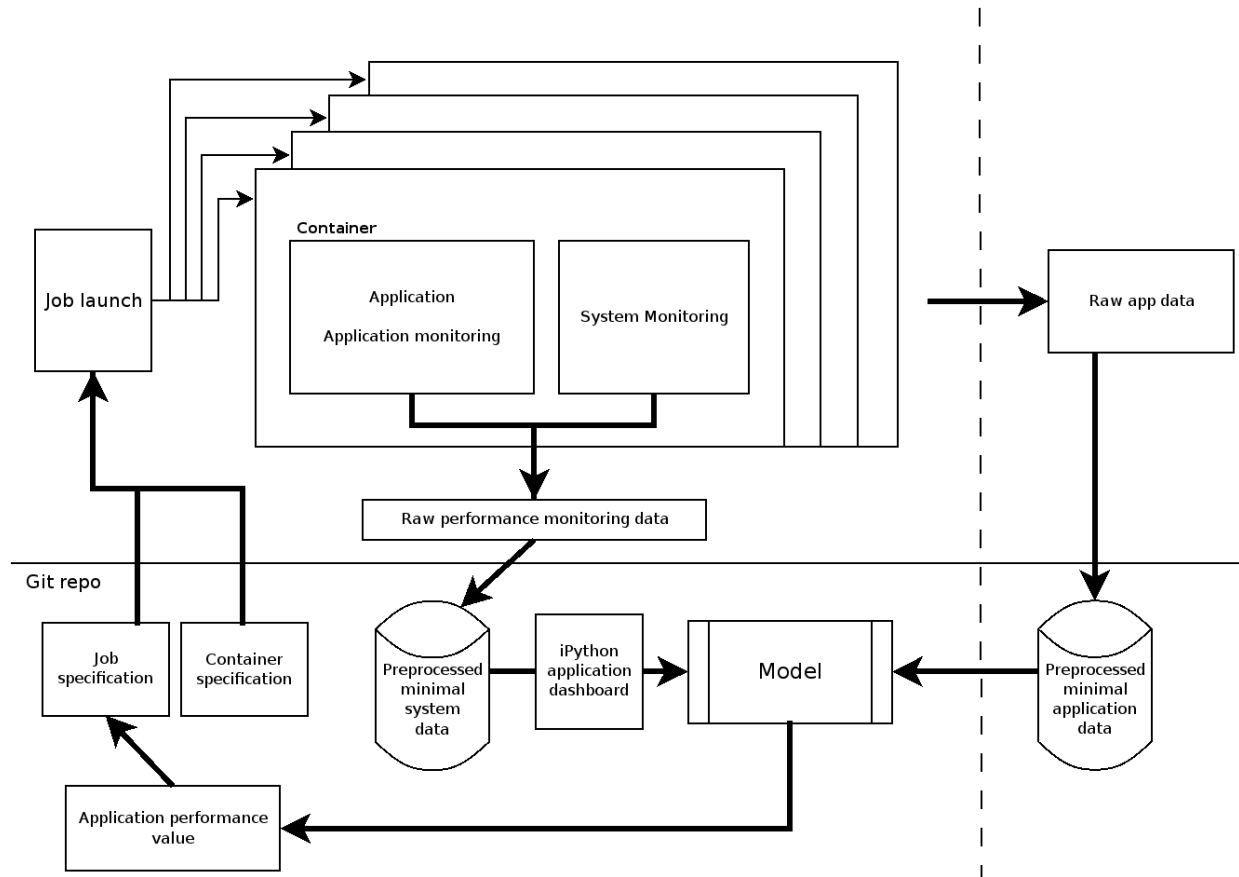 Container
Job launch
Application
Application monitoring
System Monitoring
Raw app data
Raw performance monitoring data
Git repo
Job
specification
Container
specification
Preprocessed
minimal
system
data
iPython
application
dashboard
Model
Preprocessed
minimal
application
data
Application performance
value